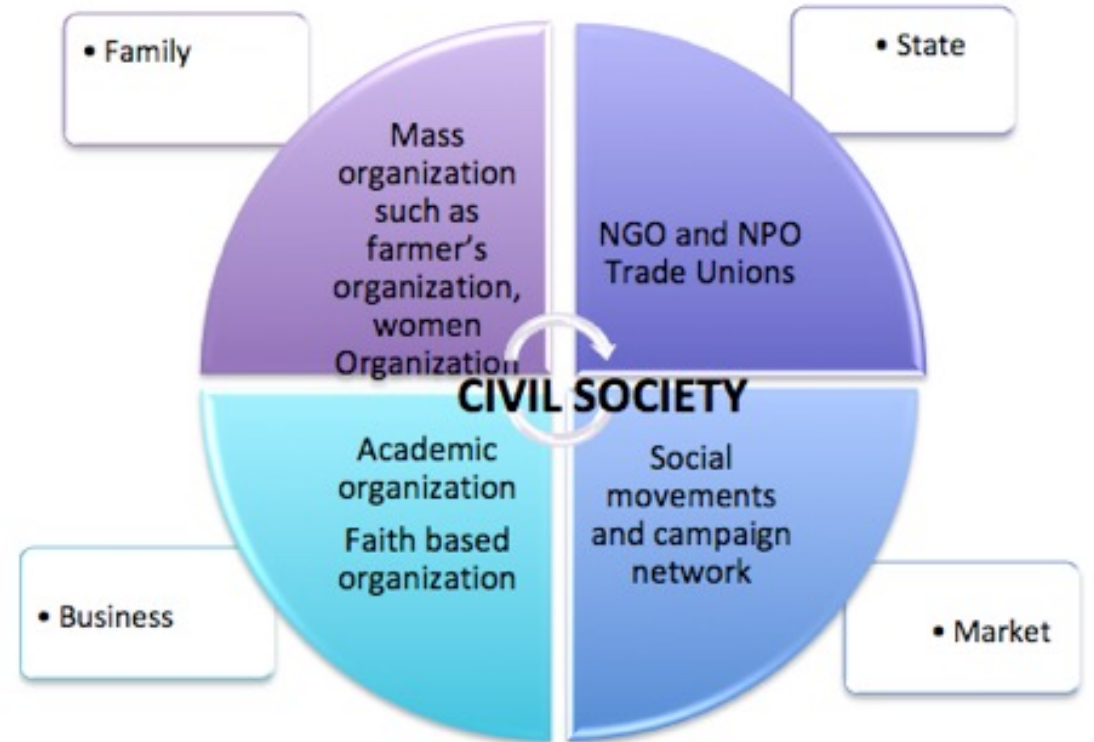 • Family
• State
Mass
organization
such as
farmer's
organization,
women
Organization
NGO and NPO
Trade Unions
CIVIL SOCIETY
Academic
organization
Faith based
organization
Social
movements
and campaign
network
• Business
• Market